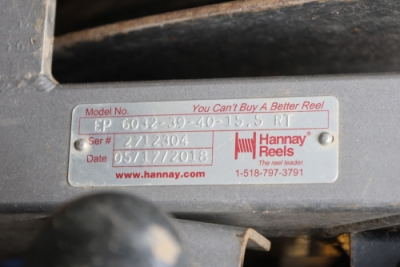 Model No. You Can't Buy A Better Reel
EP 6032-39-40-15.5 RT
Ser # 2712304
Date 05/17/2018
Hannay
Reels
The reel leader
www.hannay.com 1-518-797-3791